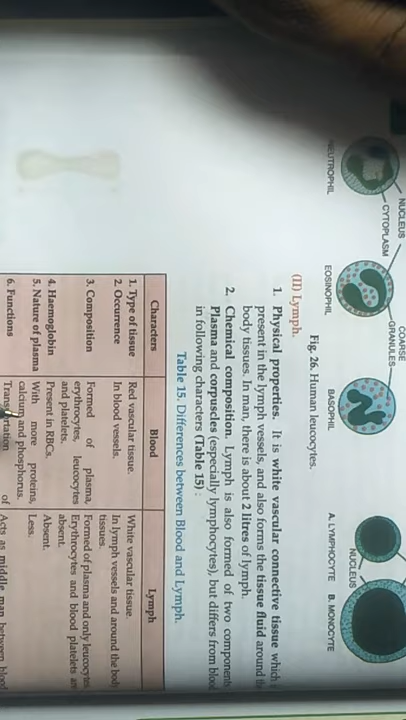 NUCLEUS
COARSE
GRANULES
CYTOPLASM
NUCLEUS
NEUTROPHIL EOSINOPHIL BASOPHIL A. LYMPHOCYTE B. MONOCYTE
Fig. 26. Human leucocytes.
(II) Lymph.
1. Physical properties. It is white vascular connective tissue which
present in the lymph vessels, and also forms the tissue fluid around
body tissues. In man, there is about 2 litres of lymph.
2. Chemical composition. Lymph is also formed of two components
Plasma and corpuscles (especially lymphocytes), but differs from blood
in following characters (Table 15) :
Table 15. Differences between Blood and Lymph.
Characters Blood Lymph
1. Type of tissue Red vascular tissue. White vascular tissue.
2. Occurrence In blood vessels. In lymph vessels and around the body
tissues.
3. Composition Formed of plasma, Formed of plasma and only leucocytes
erythrocytes, leucocytes Erythrocytes and blood platelets
and platelets. absent.
4. Haemoglobin Present in RBCs. Absent.
5. Nature of plasma With more proteins, Less.
calcium and phosphorus.
6. Functions of Acts as middle man between blood